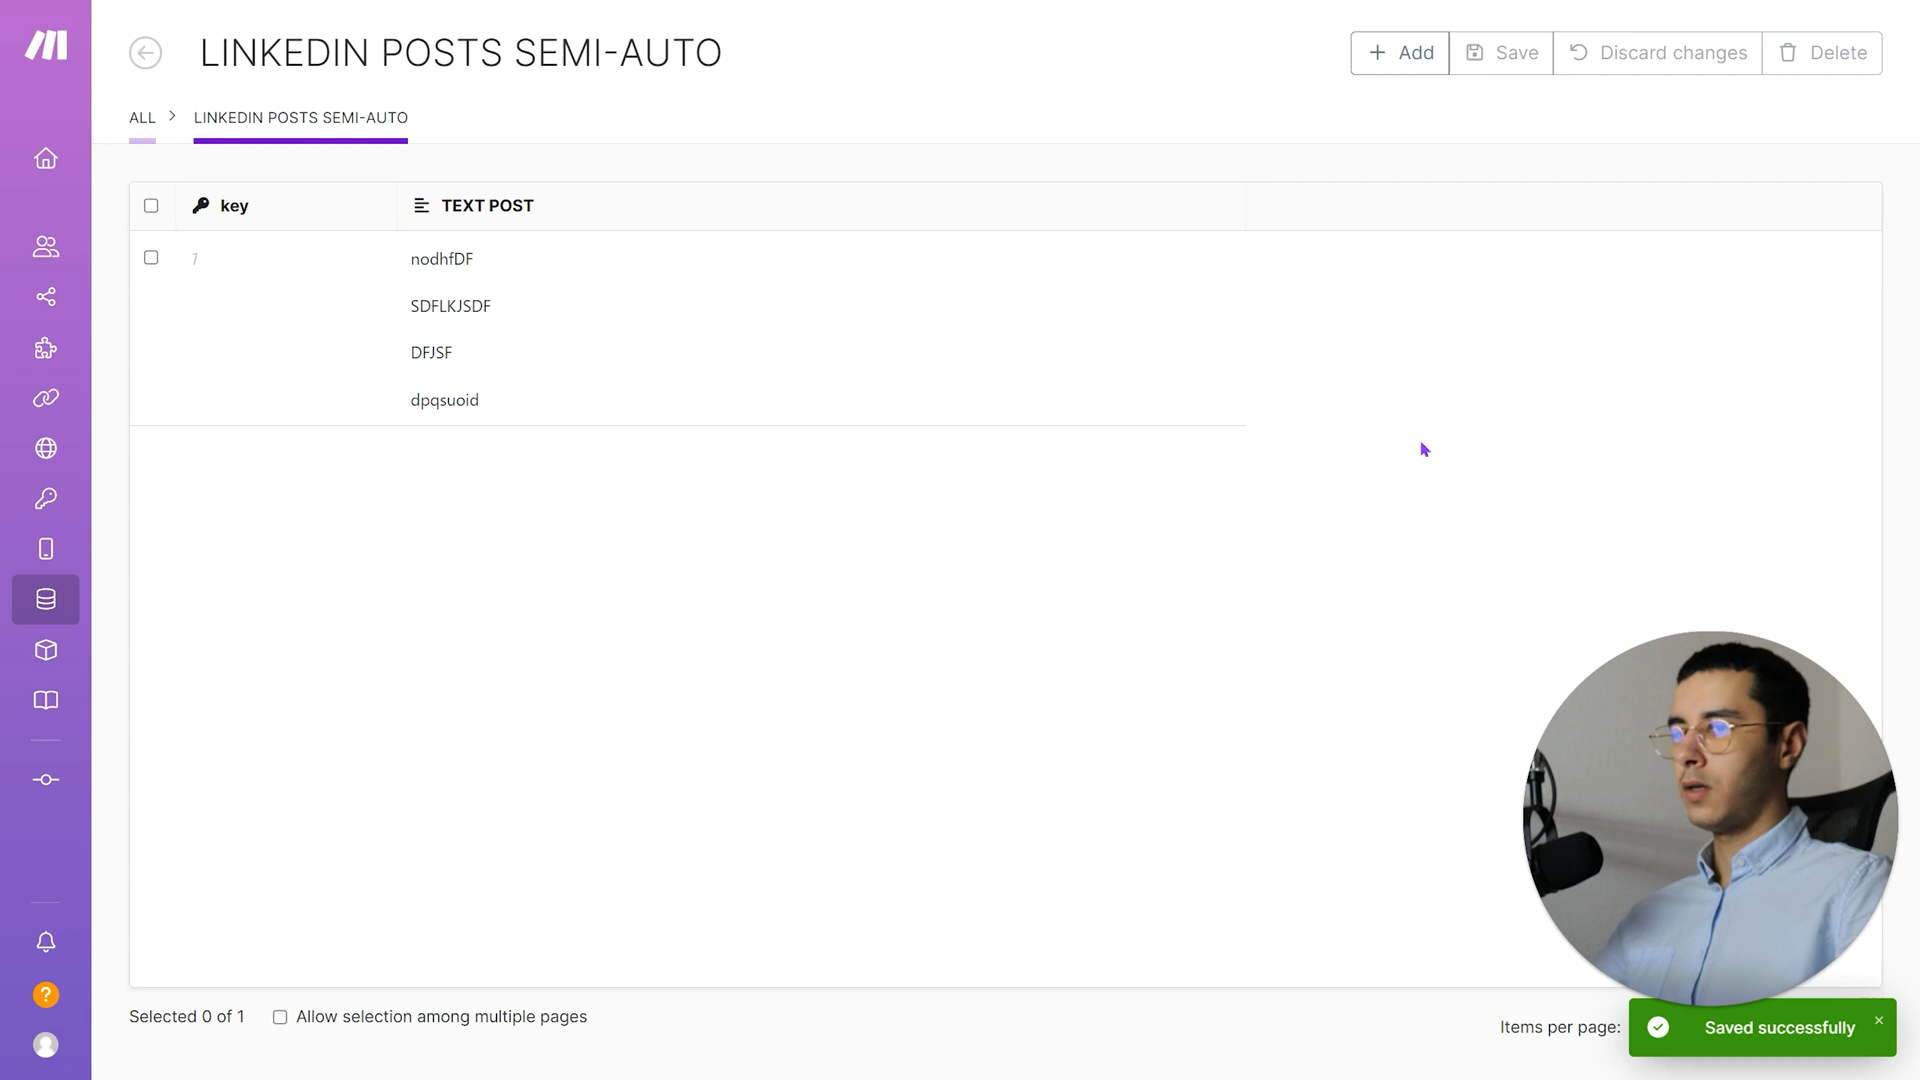 LINKEDIN POSTS SEMI-AUTO
Add
Save
Discard changes
Delete
ALL
LINKEDIN POSTS SEMI-AUTO
key
TEXT POST
1
nodhfDF
SDFLKJSDF
DFJSF
dpqsuoid
Selected 0 of 1
Allow selection among multiple pages
Items per page:
Saved successfully
?